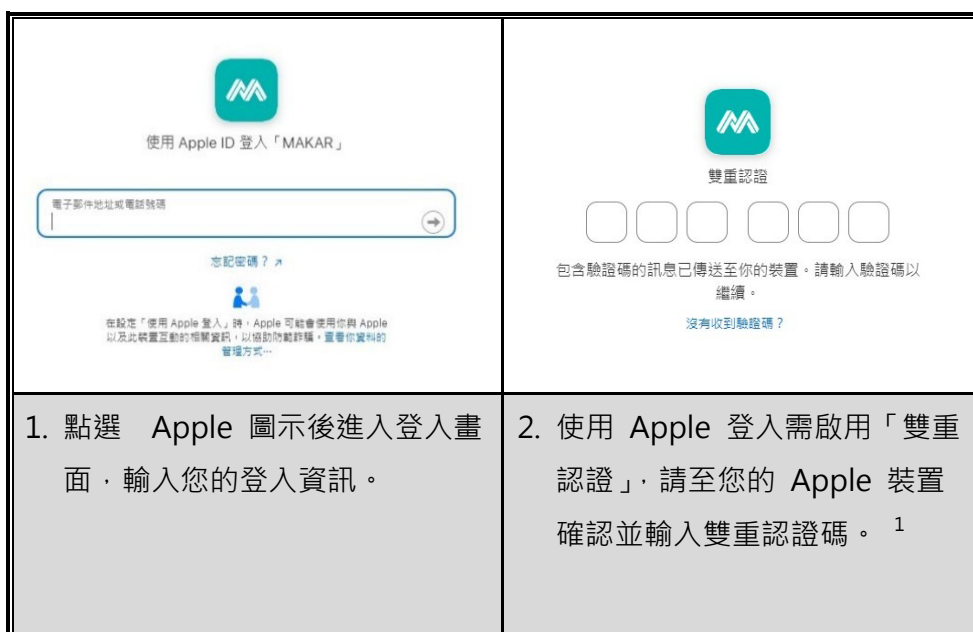 使用 Apple ID 登入「MAKAR」
電子郵件地址或電話號碼
忘記密碼？↗
在設定「使用 Apple 登入」時，Apple 可能會使用你與 Apple
以及此裝置互動的相關資訊，以協助防範詐騙。查看你資料的
管理方式⋯
雙重認證
包含驗證碼的訊息已傳送至你的裝置。請輸入驗證碼以
繼續。
沒有收到驗證碼？
1. 點選 Apple 圖示後進入登入畫
面，輸入您的登入資訊。
2. 使用 Apple 登入需啟用「雙重
認證」，請至您的 Apple 裝置
確認並輸入雙重認證碼。 1